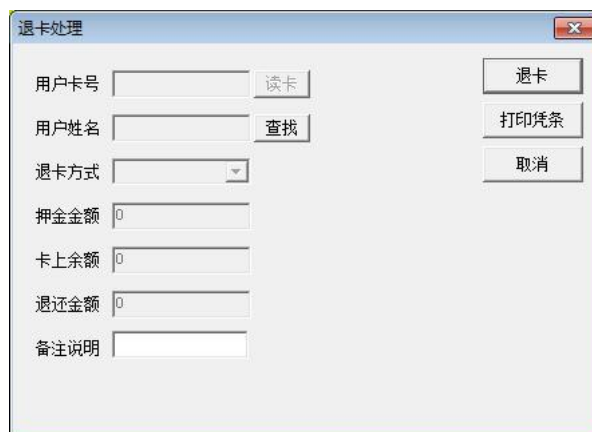 退卡处理
用户卡号 读卡 退卡
用户姓名 查找 打印凭条
退卡方式 取消
押金金额 0
卡上余额 0
退还金额 0
备注说明